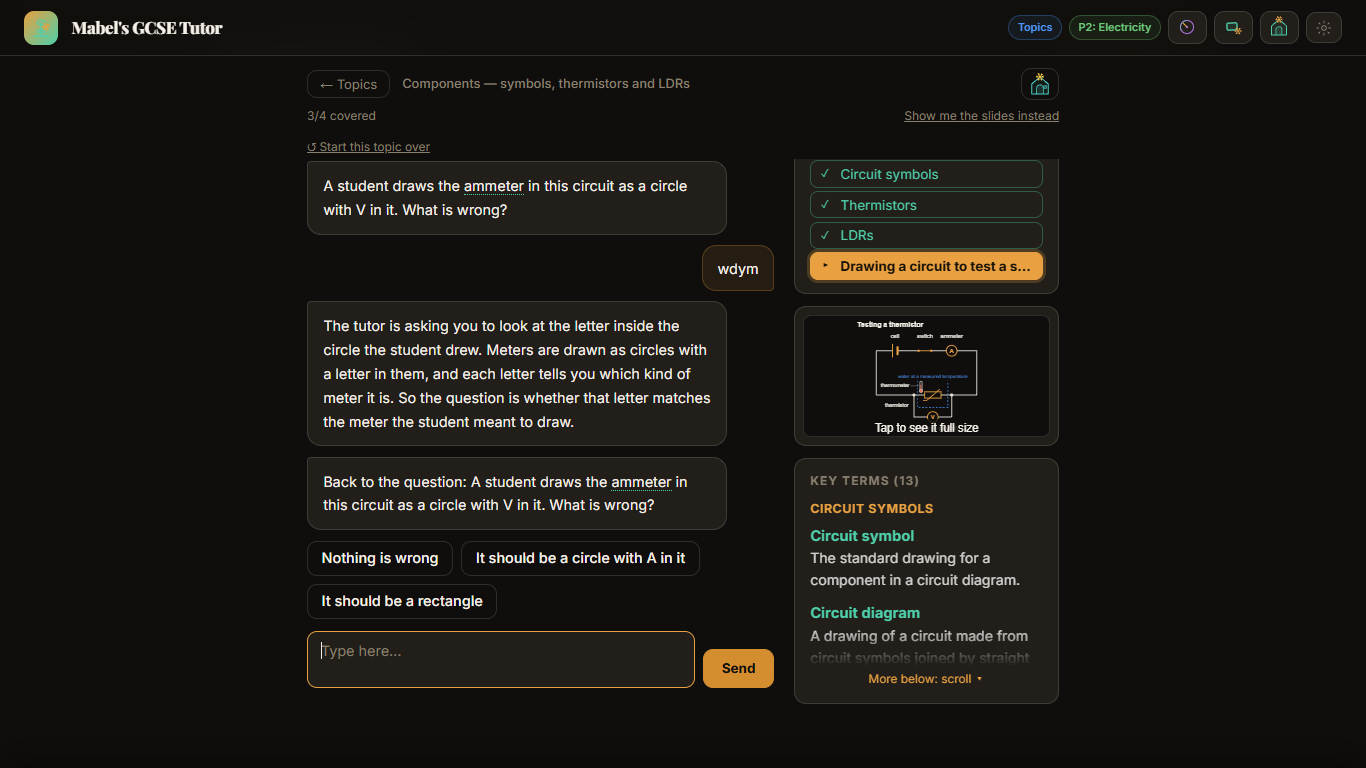 Mabel's GCSE Tutor
Topics
P2: Electricity
← Topics
Components — symbols, thermistors and LDRs
3/4 covered
Show me the slides instead
↺ Start this topic over
A student draws the ammeter in this circuit as a circle
with V in it. What is wrong?
wdym
The tutor is asking you to look at the letter inside the
circle the student drew. Meters are drawn as circles with
a letter in them, and each letter tells you which kind of
meter it is. So the question is whether that letter matches
the meter the student meant to draw.
Back to the question: A student draws the ammeter in
this circuit as a circle with V in it. What is wrong?
Nothing is wrong
It should be a circle with A in it
It should be a rectangle
Type here...
Send
✓ Circuit symbols
✓ Thermistors
✓ LDRs
‣ Drawing a circuit to test a s...
Testing a thermistor
cell switch ammeter
A
water at a measured temperature
thermometer
thermistor
V
Tap to see it full size
KEY TERMS (13)
CIRCUIT SYMBOLS
Circuit symbol
The standard drawing for a
component in a circuit diagram.
Circuit diagram
A drawing of a circuit made from
circuit symbols joined by straight
More below: scroll ▾